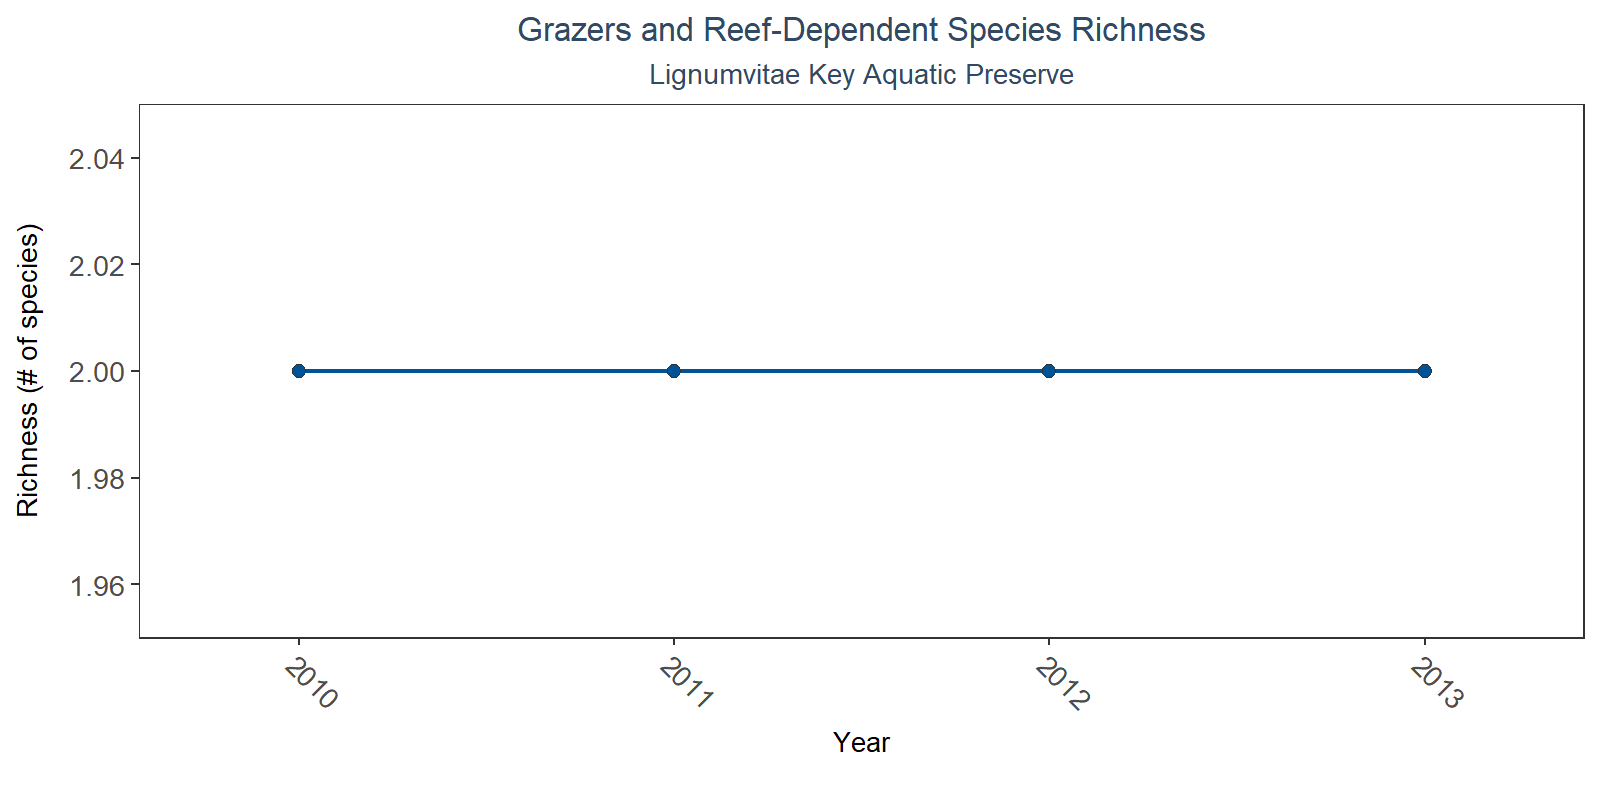 Grazers and Reef-Dependent Species Richness
Lignumvitae Key Aquatic Preserve
Richness (# of species)
2.04
2.02
2.00
1.98
1.96
2010
2011
2012
2013
Year